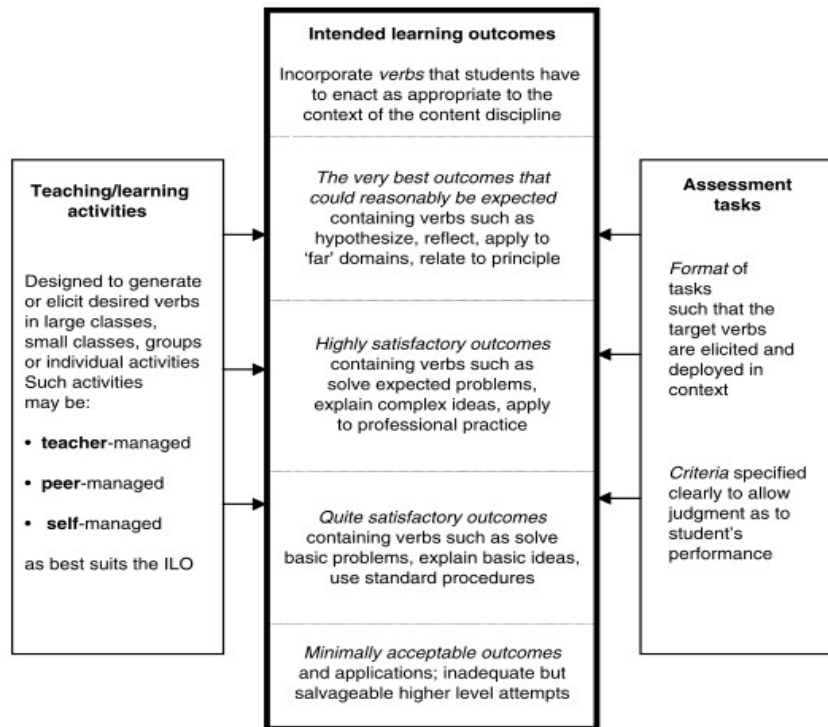 Teaching/learning
activities
Designed to generate
or elicit desired verbs
in large classes,
small classes, groups
or individual activities
Such activities
may be:
• teacher-managed
• peer-managed
• self-managed
as best suits the ILO
Intended learning outcomes
Incorporate verbs that students have
to enact as appropriate to the
context of the content discipline
The very best outcomes that
could reasonably be expected
containing verbs such as
hypothesize, reflect, apply to
‘far’ domains, relate to principle
Highly satisfactory outcomes
containing verbs such as
solve expected problems,
explain complex ideas, apply
to professional practice
Quite satisfactory outcomes
containing verbs such as solve
basic problems, explain basic ideas,
use standard procedures
Minimally acceptable outcomes
and applications; inadequate but
salvageable higher level attempts
Assessment
tasks
Format of
tasks
such that the
target verbs
are elicited and
deployed in
context
Criteria specified
clearly to allow
judgment as to
student’s
performance